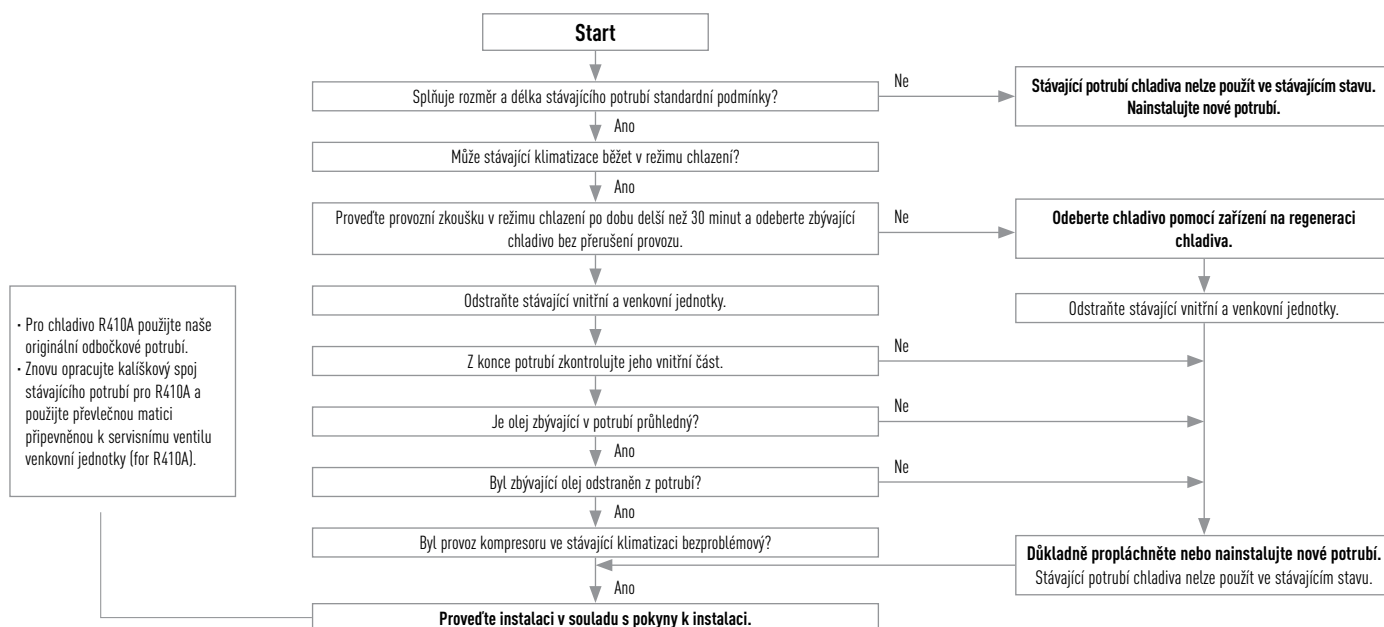 Start
Splňuje rozměr a délka stávajícího potrubí standardní podmínky?
Ne
Stávající potrubí chladiva nelze použít ve stávajícím stavu.
Nainstalujte nové potrubí.
Ano
Může stávající klimatizace běžet v režimu chlazení?
Ano
Proveďte provozní zkoušku v režimu chlazení po dobu delší než 30 minut a odeberte zbývající
chladivo bez přerušení provozu.
Ne
Odeberte chladivo pomocí zařízení na regeneraci
chladiva.
Odstraňte stávající vnitřní a venkovní jednotky.
Odstraňte stávající vnitřní a venkovní jednotky.
• Pro chladivo R410A použijte naše
originální odbočkové potrubí.
• Znovu opracujte kalíškový spoj
stávajícího potrubí pro R410A a
použijte převlečnou matici
připevněnou k servisnímu ventilu
venkovní jednotky (for R410A).
Z konce potrubí zkontrolujte jeho vnitřní část.
Ne
Je olej zbývající v potrubí průhledný?
Ne
Ano
Byl zbývající olej odstraněn z potrubí?
Ne
Ano
Byl provoz kompresoru ve stávající klimatizaci bezproblémový?
Důkladně propláchněte nebo nainstalujte nové potrubí.
Stávající potrubí chladiva nelze použít ve stávajícím stavu.
Ano
Proveďte instalaci v souladu s pokyny k instalaci.